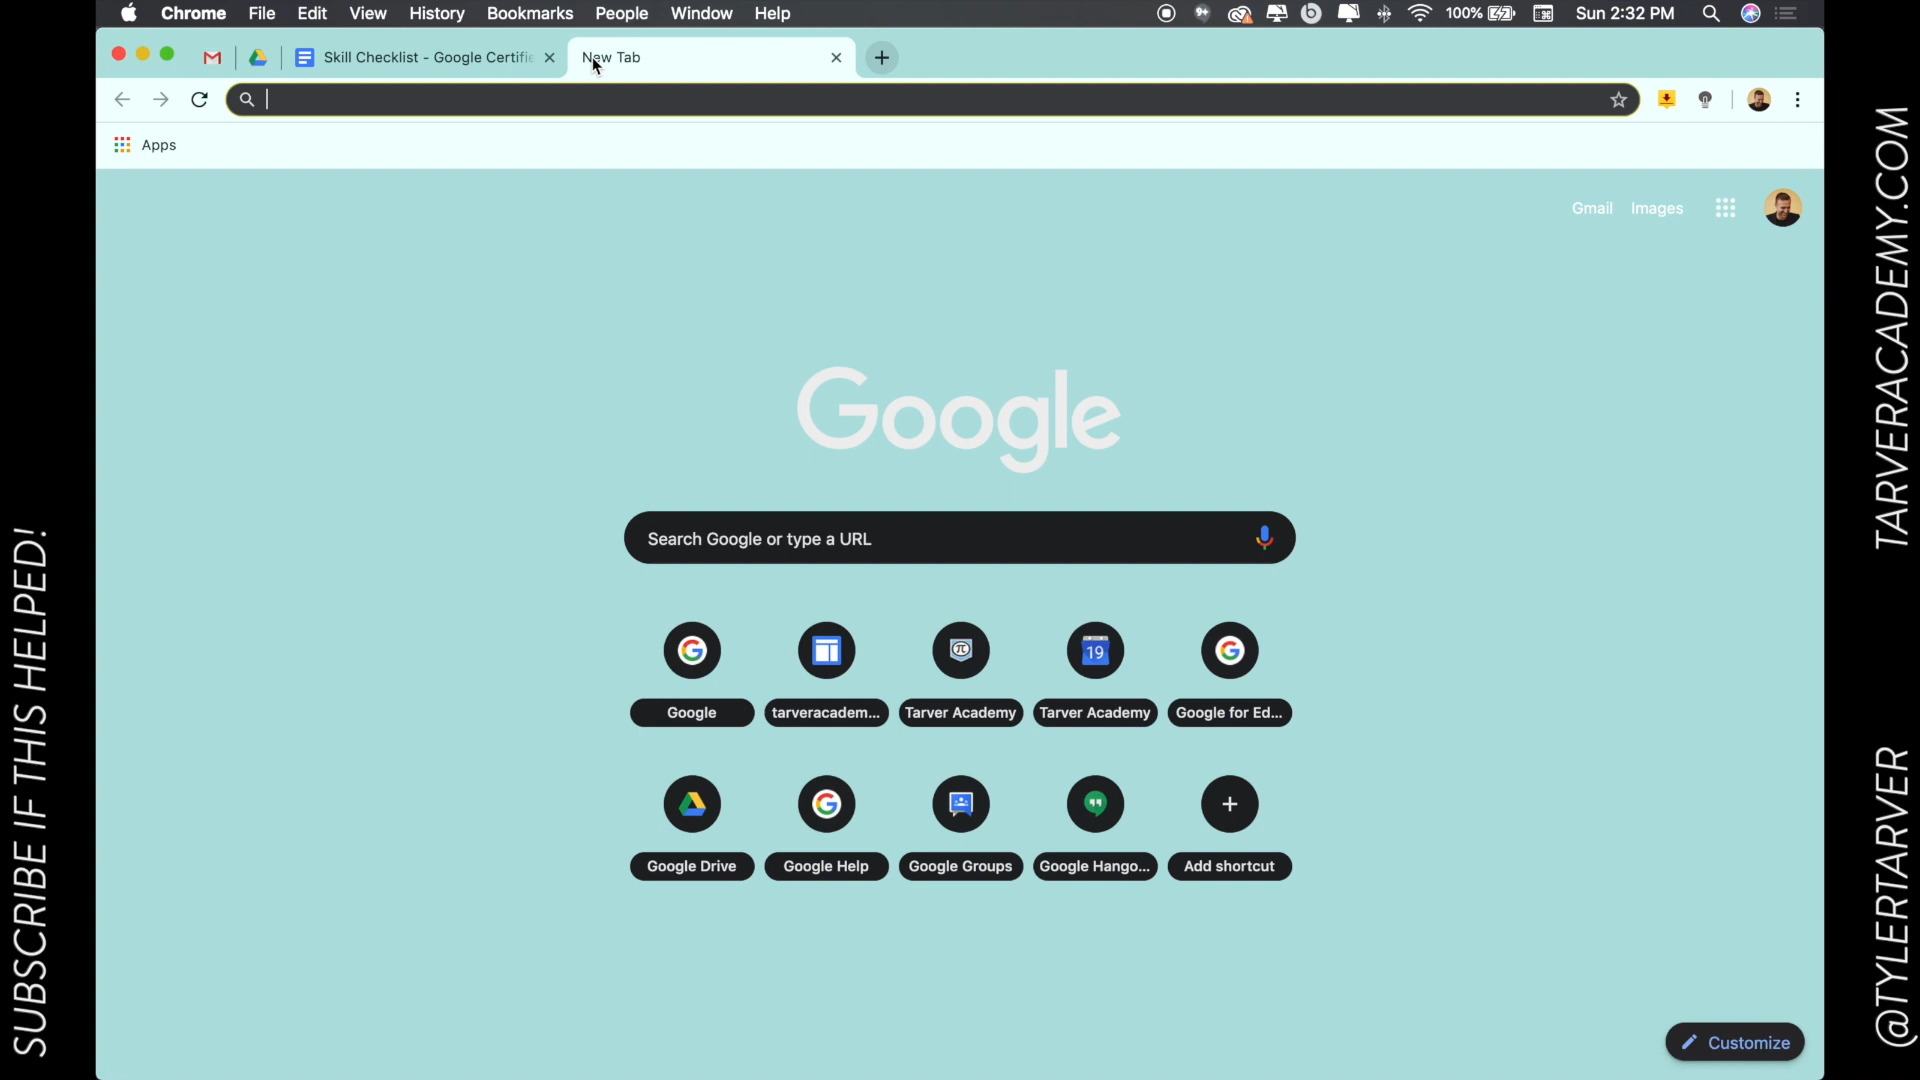 Chrome File Edit View History Bookmarks People Window Help
100%
Sun 2:32 PM
Skill Checklist - Google Certifie
New Tab
Apps
Gmail
Images
Google
Search Google or type a URL
19
Google
tarveracadem...
Tarver Academy
Tarver Academy
Google for Ed...
Google Drive
Google Help
Google Groups
Google Hango...
Add shortcut
Customize
SUBSCRIBE IF THIS HELPED!
TARVERACADEMY.COM
@TYLERTARVER